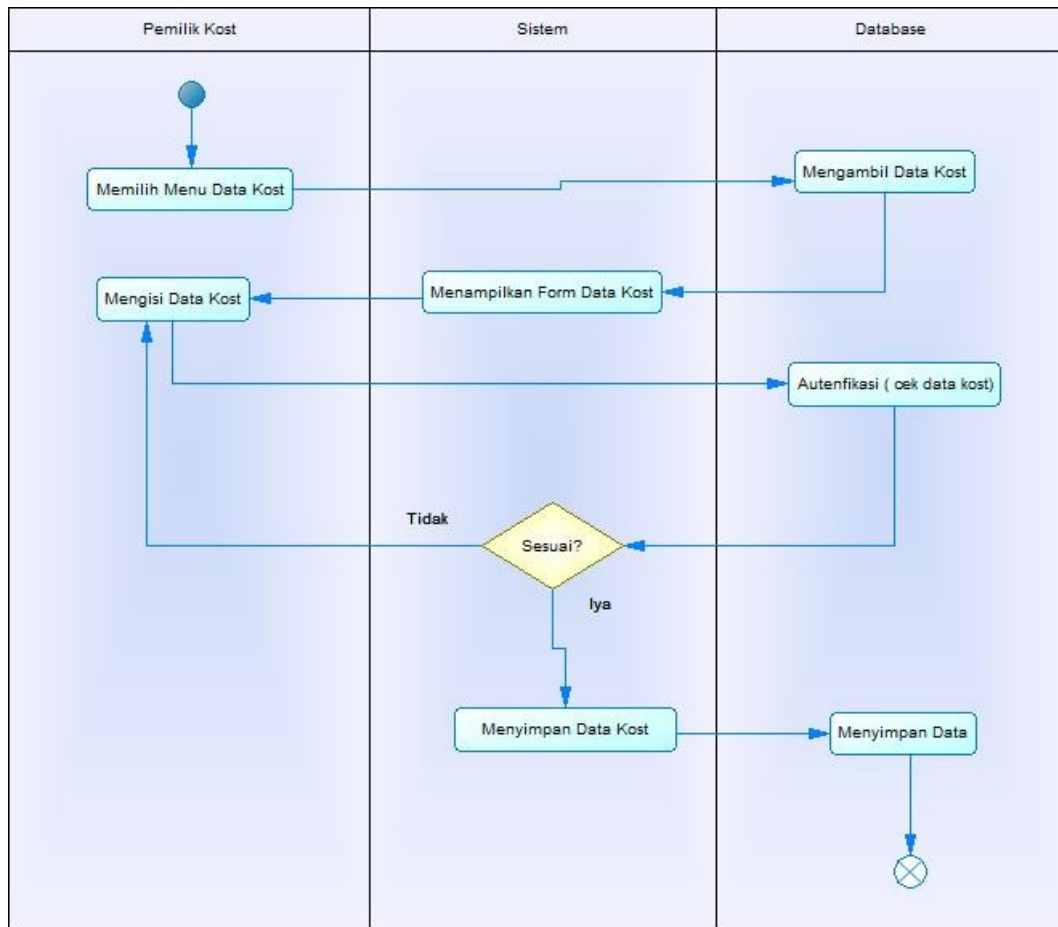 Pemilik Kost
Sistem
Database
Memilih Menu Data Kost
Mengambil Data Kost
Mengisi Data Kost
Menampilkan Form Data Kost
Autenfikasi ( cek data kost)
Tidak
Sesuai?
Iya
Menyimpan Data Kost
Menyimpan Data